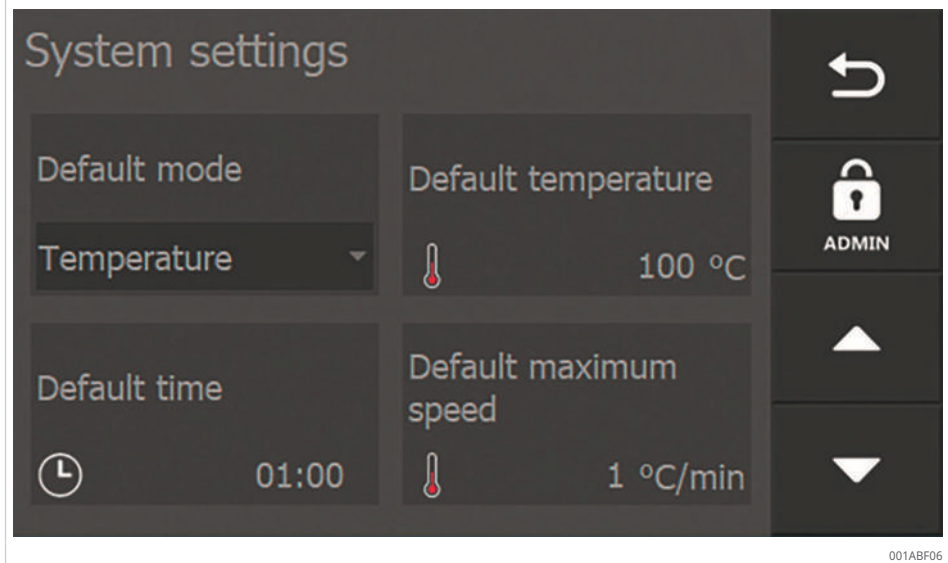 System settings
Default mode
Temperature
Default temperature
100 °C
Default time
01:00
Default maximum
speed
1 °C/min
ADMIN
001ABF06